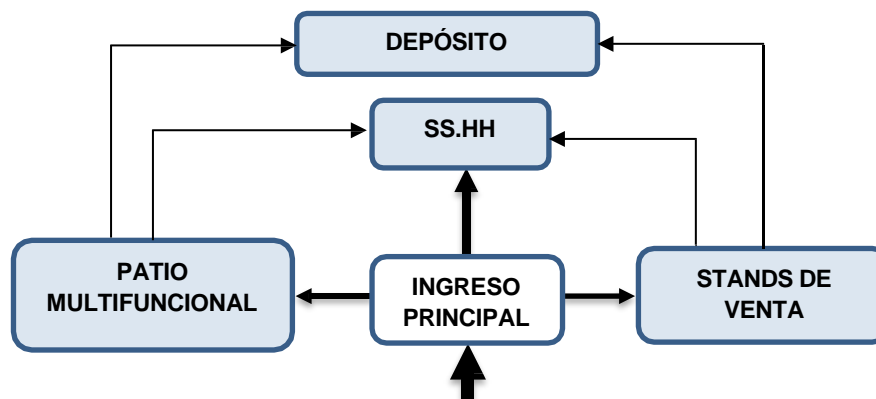 DEPÓSITO
SS.HH
PATIO
MULTIFUNCIONAL
INGRESO
PRINCIPAL
STANDS DE
VENTA